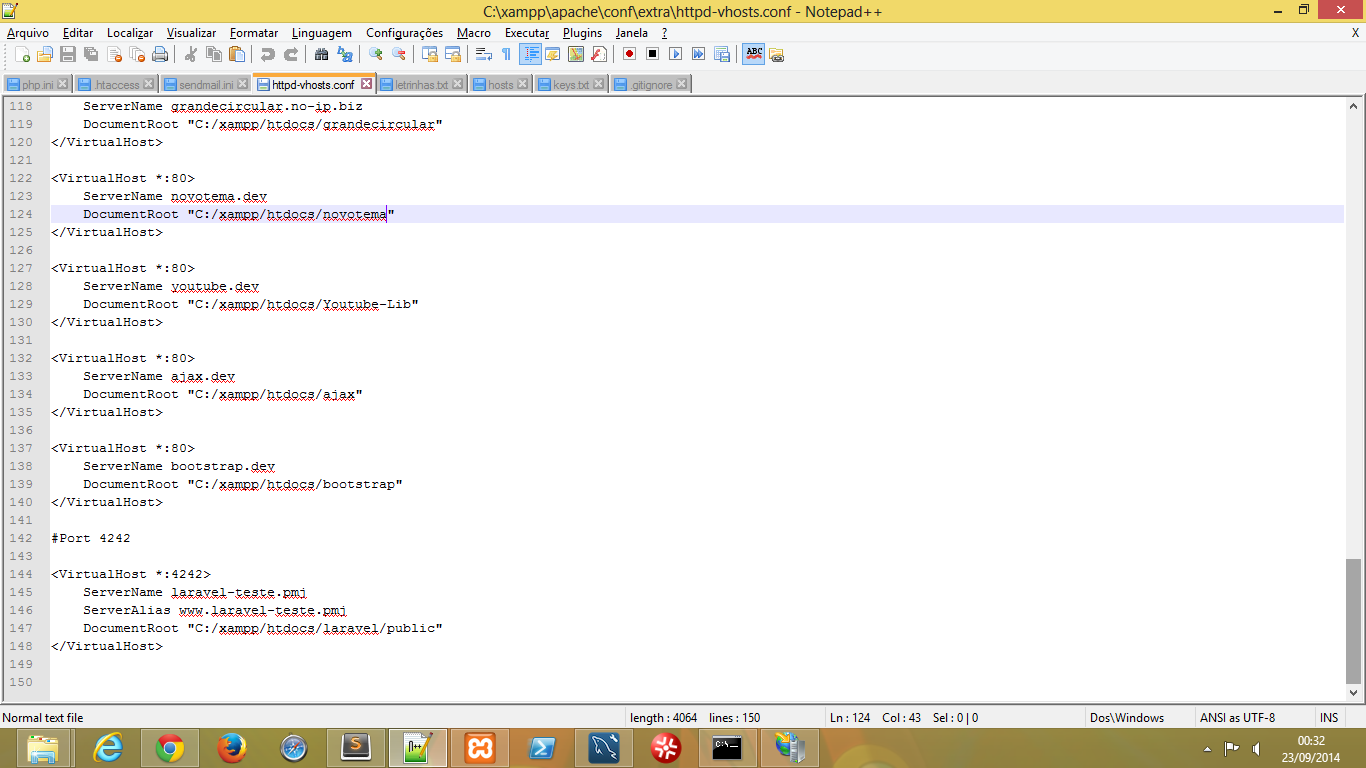 C:\xampp\apache\conf\extra\httpd-vhosts.conf - Notepad++
Arquivo Editar Localizar Visualizar Formatar Linguagem Configurações Macro Executar Plugins Janela ? X
php.ini .htaccess sendmail.ini httpd-vhosts.conf letrinhas.txt hosts keys.txt .gitignore
118 ServerName grandecircular.no-ip.biz
119 DocumentRoot "C:/xampp/htdocs/grandecircular"
120 </VirtualHost>
121
122 <VirtualHost *:80>
123 ServerName novotema.dev
124 DocumentRoot "C:/xampp/htdocs/novotema"
125 </VirtualHost>
126
127 <VirtualHost *:80>
128 ServerName youtube.dev
129 DocumentRoot "C:/xampp/htdocs/Youtube-Lib"
130 </VirtualHost>
131
132 <VirtualHost *:80>
133 ServerName ajax.dev
134 DocumentRoot "C:/xampp/htdocs/ajax"
135 </VirtualHost>
136
137 <VirtualHost *:80>
138 ServerName bootstrap.dev
139 DocumentRoot "C:/xampp/htdocs/bootstrap"
140 </VirtualHost>
141
142 #Port 4242
143
144 <VirtualHost *:4242>
145 ServerName laravel-teste.pmj
146 ServerAlias www.laravel-teste.pmj
147 DocumentRoot "C:/xampp/htdocs/laravel/public"
148 </VirtualHost>
149
150
Normal text file length : 4064 lines : 150 Ln : 124 Col : 43 Sel : 0 | 0 Dos\Windows ANSI as UTF-8 INS
00:32
23/09/2014